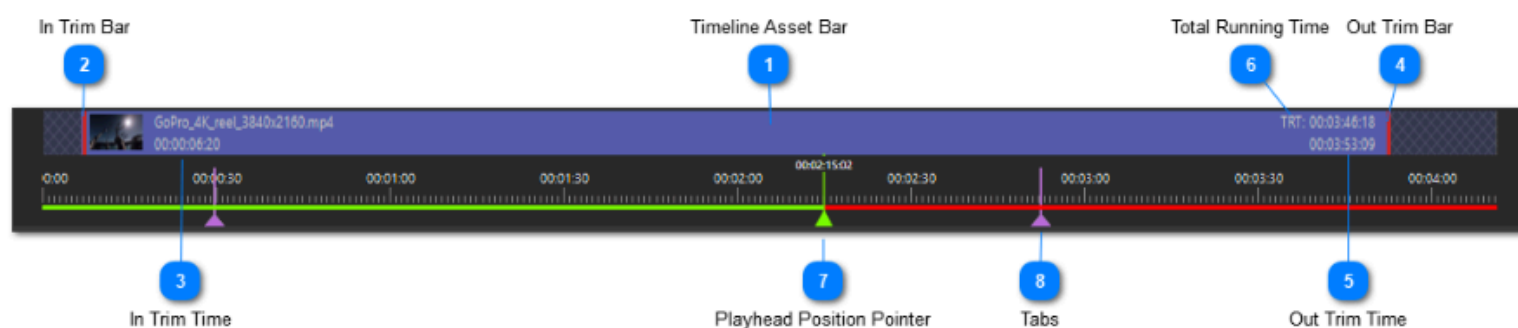 In Trim Bar
Timeline Asset Bar
Total Running Time
Out Trim Bar
2
1
6
4
GoPro_4K_reel_3840x2160.mp4
TRT: 00:03:46:18
00:00:06:20
00:03:53:09
00:02:15:02
0:00
00:00:30
00:01:00
00:01:30
00:02:00
00:02:30
00:03:00
00:03:30
00:04:00
3
7
8
5
In Trim Time
Playhead Position Pointer
Tabs
Out Trim Time